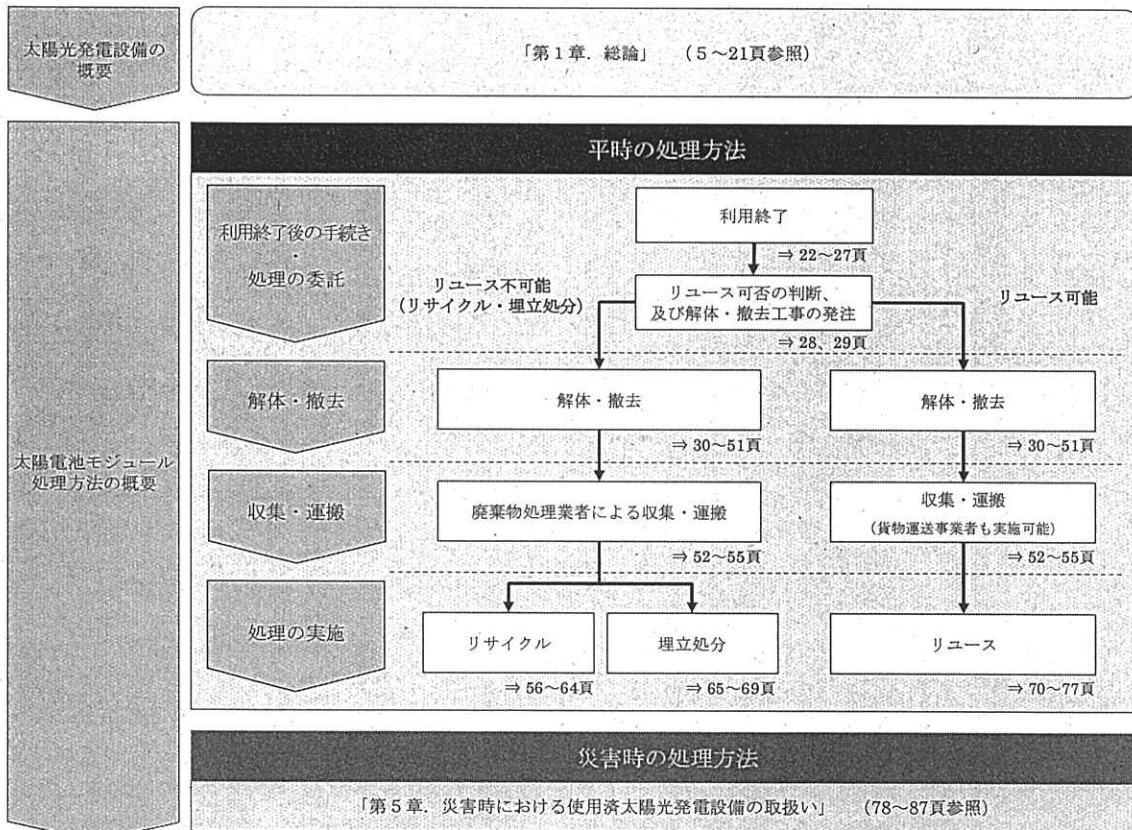 太陽光発電設備の
概要
「第1章. 総論」 (5~21頁参照)
太陽電池モジュール
処理方法の概要
平時の処理方法
利用終了後の手続き
・
処理の委託
利用終了
⇒ 22~27頁
リユース不可能
(リサイクル・埋立処分)
リユース可否の判断、
及び解体・撤去工事の発注
リユース可能
⇒ 28、29頁
解体・撤去
解体・撤去
解体・撤去
⇒ 30~51頁
⇒ 30~51頁
収集・運搬
廃棄物処理業者による収集・運搬
収集・運搬
(貨物運送事業者も実施可能)
⇒ 52~55頁
⇒ 52~55頁
処理の実施
リサイクル
埋立処分
リユース
⇒ 56~64頁
⇒ 65~69頁
⇒ 70~77頁
災害時の処理方法
「第5章. 災害時における使用済太陽光発電設備の取扱い」 (78~87頁参照)